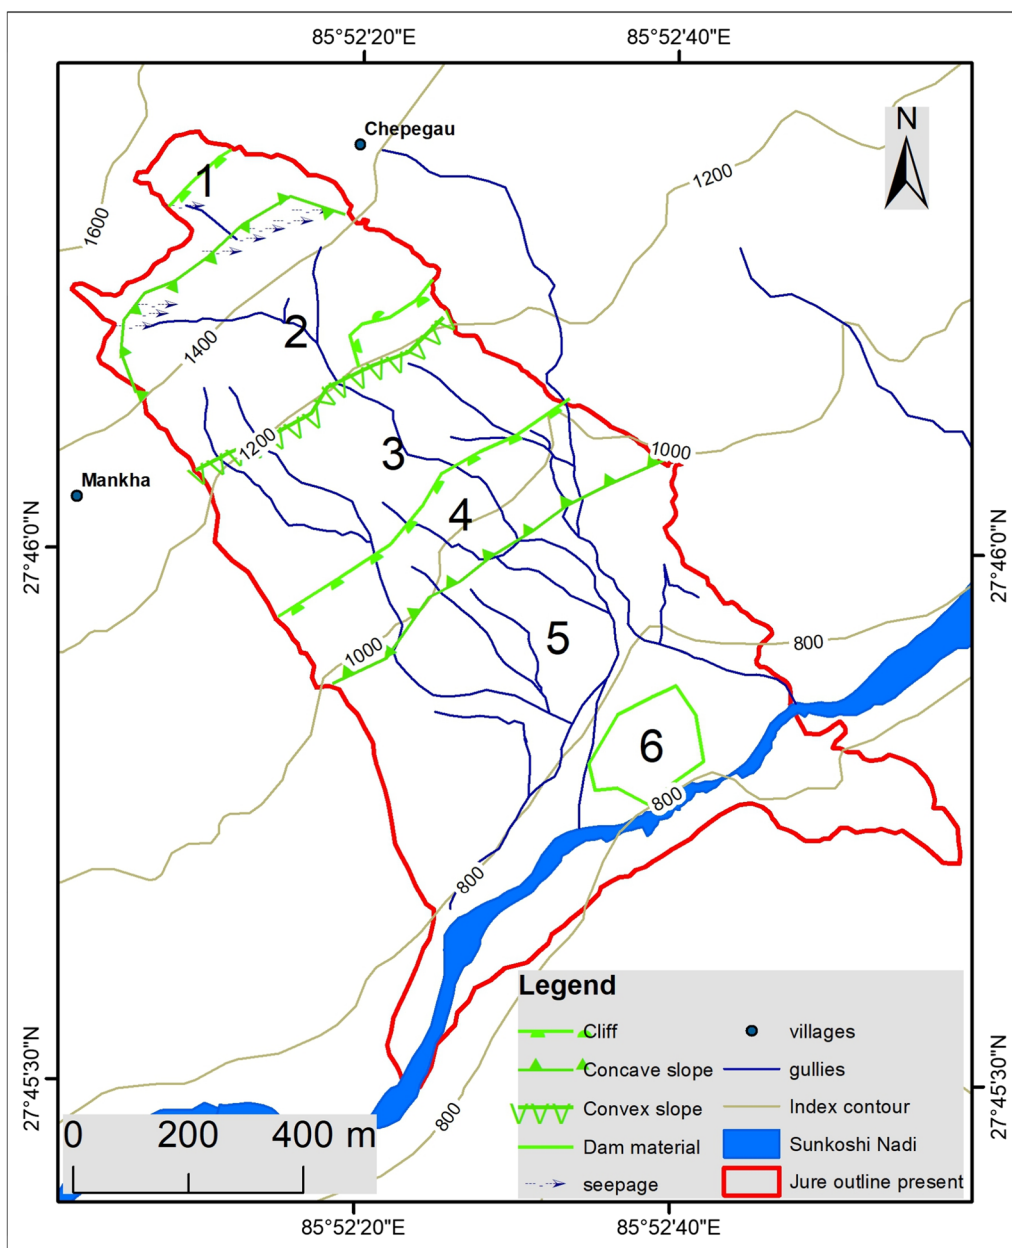 85°52'20"E
85°52'40"E
N
Chepegau
1
1200
1600
2
1400
1200
3
1000
Mankha
4
27°46'0"N
27°46'0"N
5
1000
800
6
800
800
Legend
Cliff
villages
Concave slope
gullies
Convex slope
Index contour
Dam material
Sunkoshi Nadi
seepage
Jure outline present
27°45'30"N
27°45'30"N
800
0 200 400 m
85°52'20"E
85°52'40"E